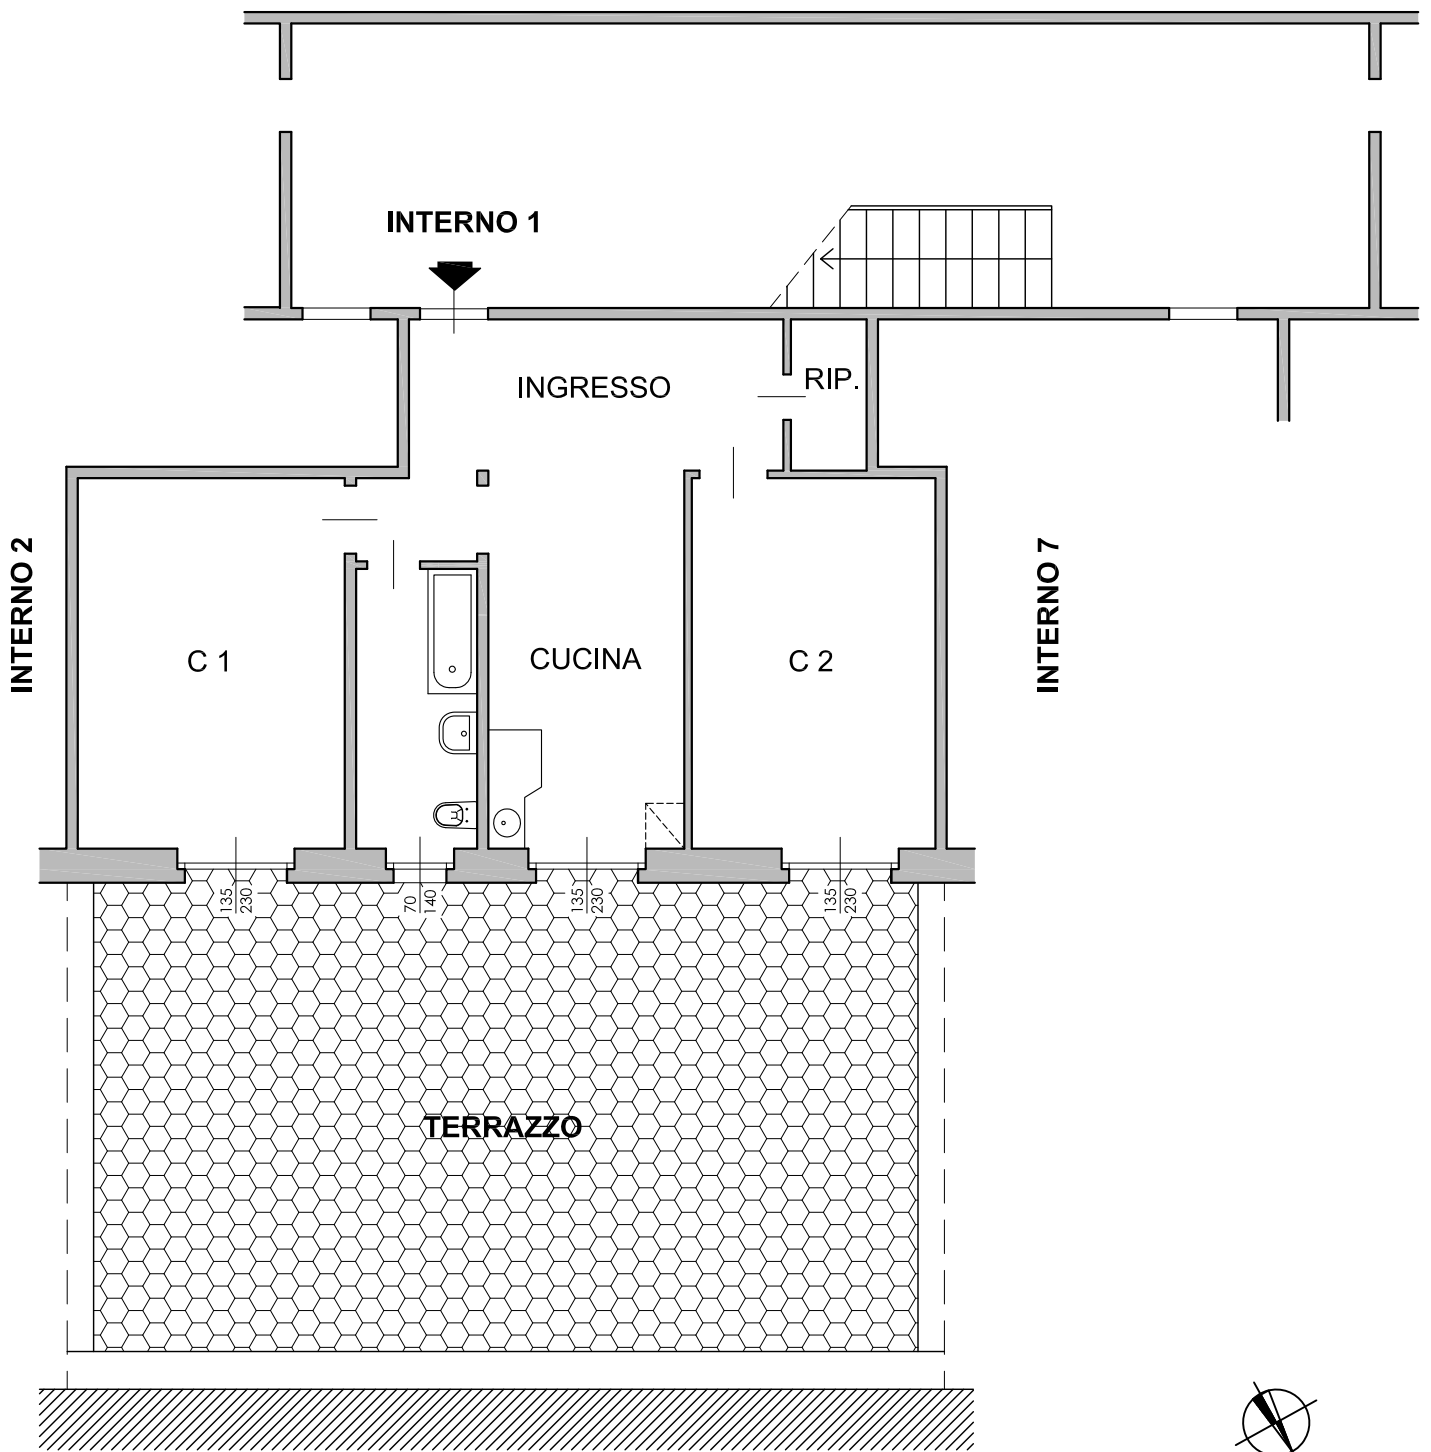 INTERNO 1
INGRESSO
RIP.
INTERNO 2
INTERNO 7
C 1
CUCINA
C 2
135
230
70
140
135
230
135
230
TERRAZZO